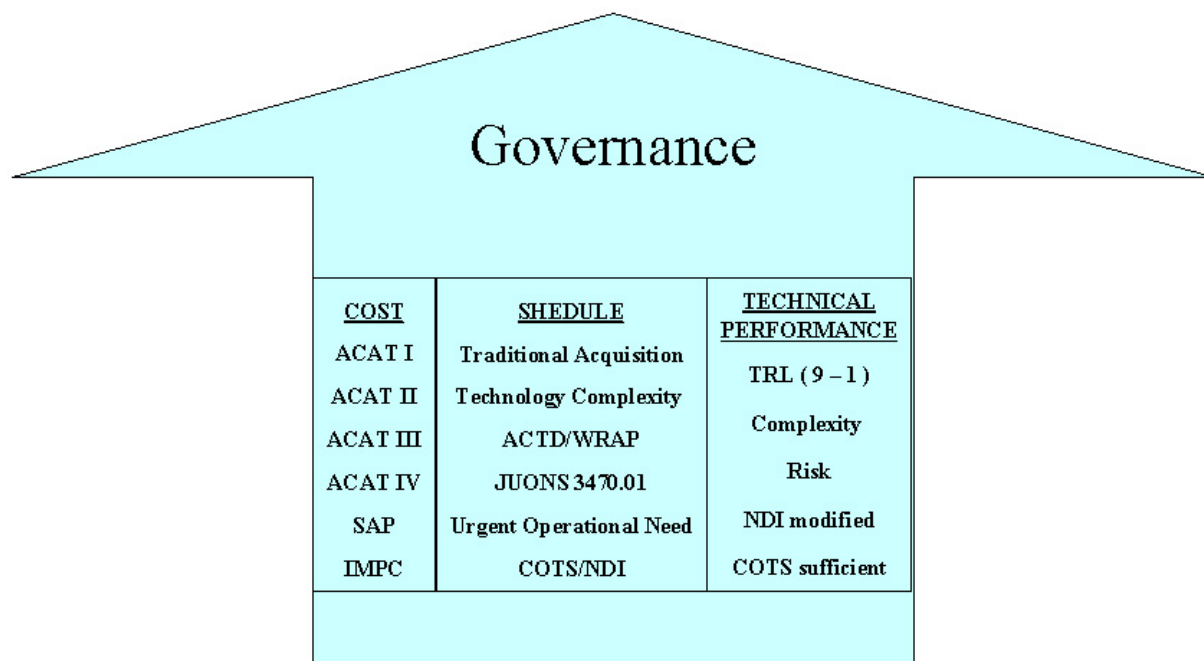 Governance
COST
ACAT I
ACAT II
ACAT III
ACAT IV
SAP
IMPC
SHEDULE
Traditional Acquisition
Technology Complexity
ACTD/WRAP
JUONS 3470.01
Urgent Operational Need
COTS/NDI
TECHNICAL
PERFORMANCE
TRL ( 9 – 1 )
Complexity
Risk
NDI modified
COTS sufficient